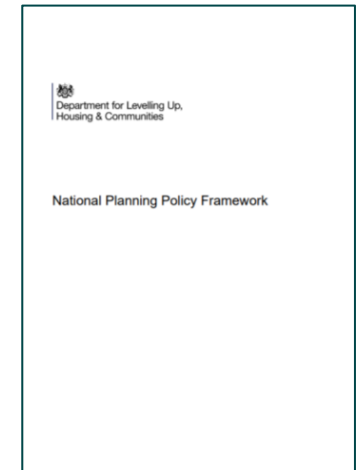 Department for Levelling Up,
Housing & Communities
National Planning Policy Framework